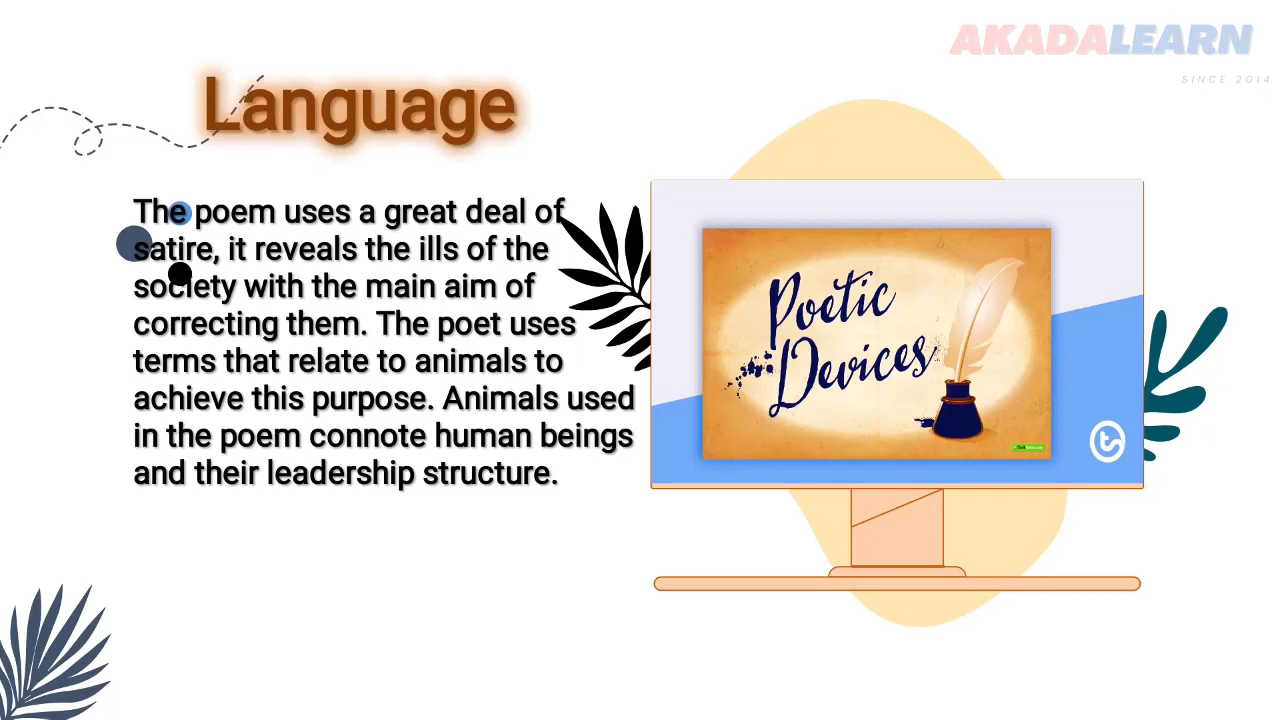 AKADALEARN
SINCE 2014
Language
The poem uses a great deal of
satire, it reveals the ills of the
society with the main aim of
correcting them. The poet uses
terms that relate to animals to
achieve this purpose. Animals used
in the poem connote human beings
and their leadership structure.
Poetic
Devices